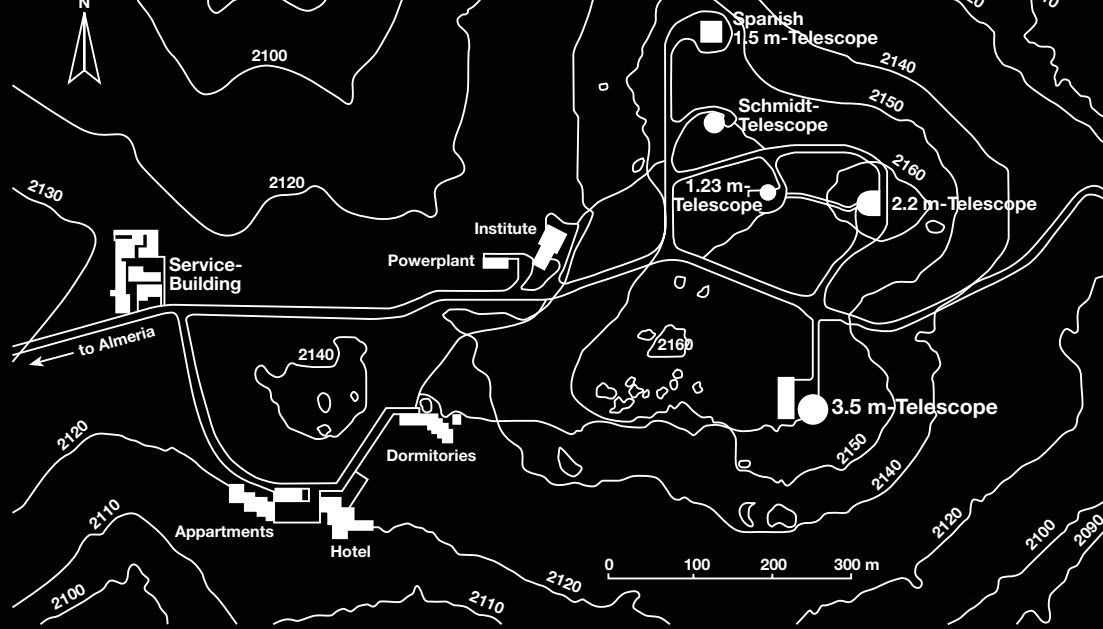 N
Spanish
1.5 m-Telescope
2100
2140
2150
Schmidt-
Telescope
2160
2130
2120
1.23 m-
Telescope
2.2 m-Telescope
Institute
Powerplant
Service-
Building
to Almeria
2140
2160
3.5 m-Telescope
2120
Dormitories
2150
2140
2110
Appartments
Hotel
2120
2100
2090
0 100 200 300 m
2120
2100
2110